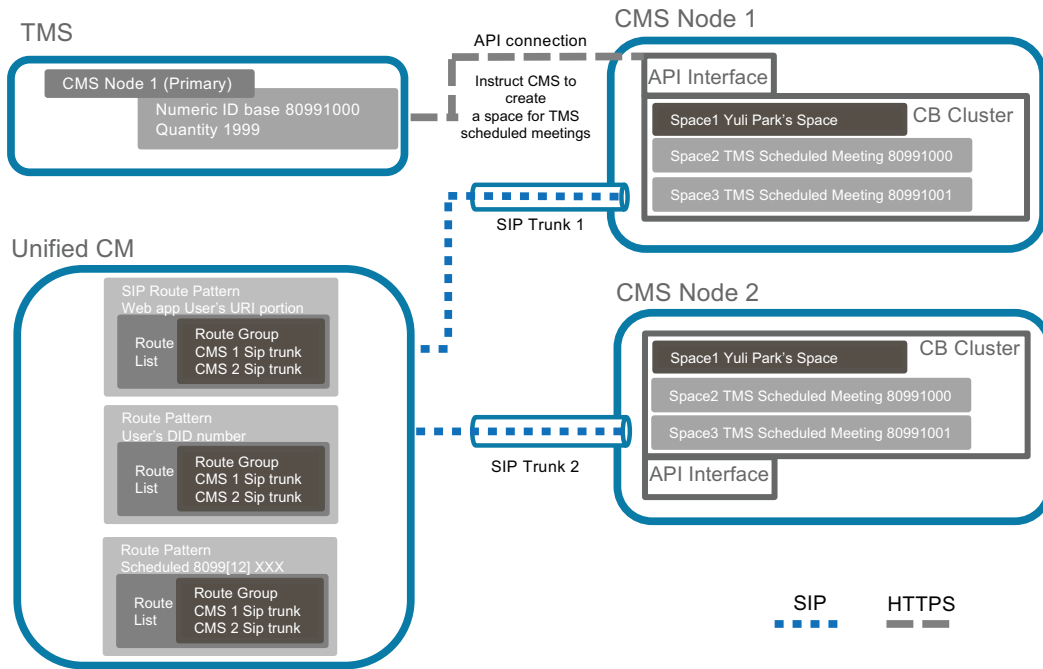 TMS
CMS Node 1 (Primary)
Numeric ID base 80991000
Quantity 1999
API connection
Instruct CMS to
create
a space for TMS
scheduled meetings
CMS Node 1
API Interface
CB Cluster
Space1 Yuli Park's Space
Space2 TMS Scheduled Meeting 80991000
Space3 TMS Scheduled Meeting 80991001
SIP Trunk 1
Unified CM
SIP Route Pattern
Web app User's URI portion
Route
List
Route Group
CMS 1 Sip trunk
CMS 2 Sip trunk
Route Pattern
User's DID number
Route
List
Route Group
CMS 1 Sip trunk
CMS 2 Sip trunk
Route Pattern
Scheduled 8099[12] XXX
Route
List
Route Group
CMS 1 Sip trunk
CMS 2 Sip trunk
SIP Trunk 2
CMS Node 2
CB Cluster
Space1 Yuli Park's Space
Space2 TMS Scheduled Meeting 80991000
Space3 TMS Scheduled Meeting 80991001
API Interface
SIP
HTTPS